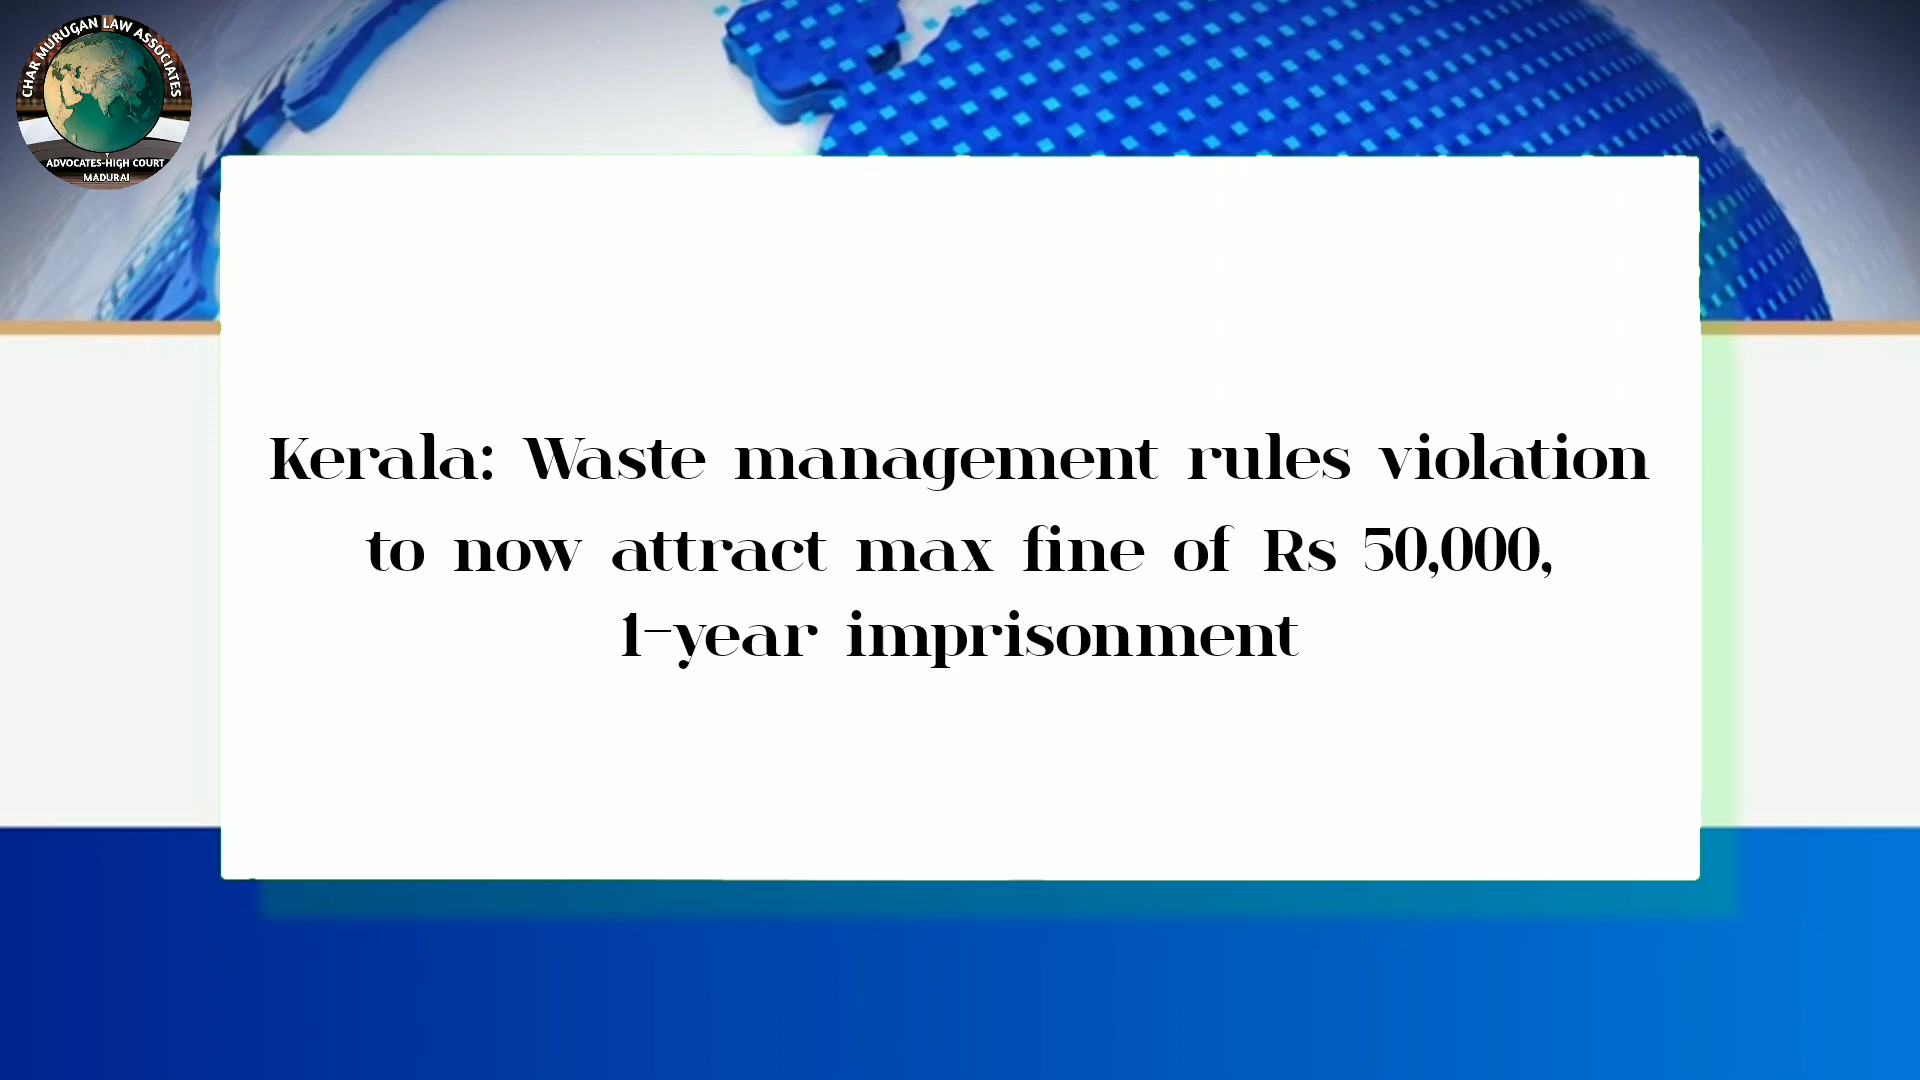 CHAR MURUGAN LAW ASSOCIATES
ADVOCATES-HIGH COURT
MADURAI
Kerala: Waste management rules violation
to now attract max fine of Rs 50,000,
1-year imprisonment